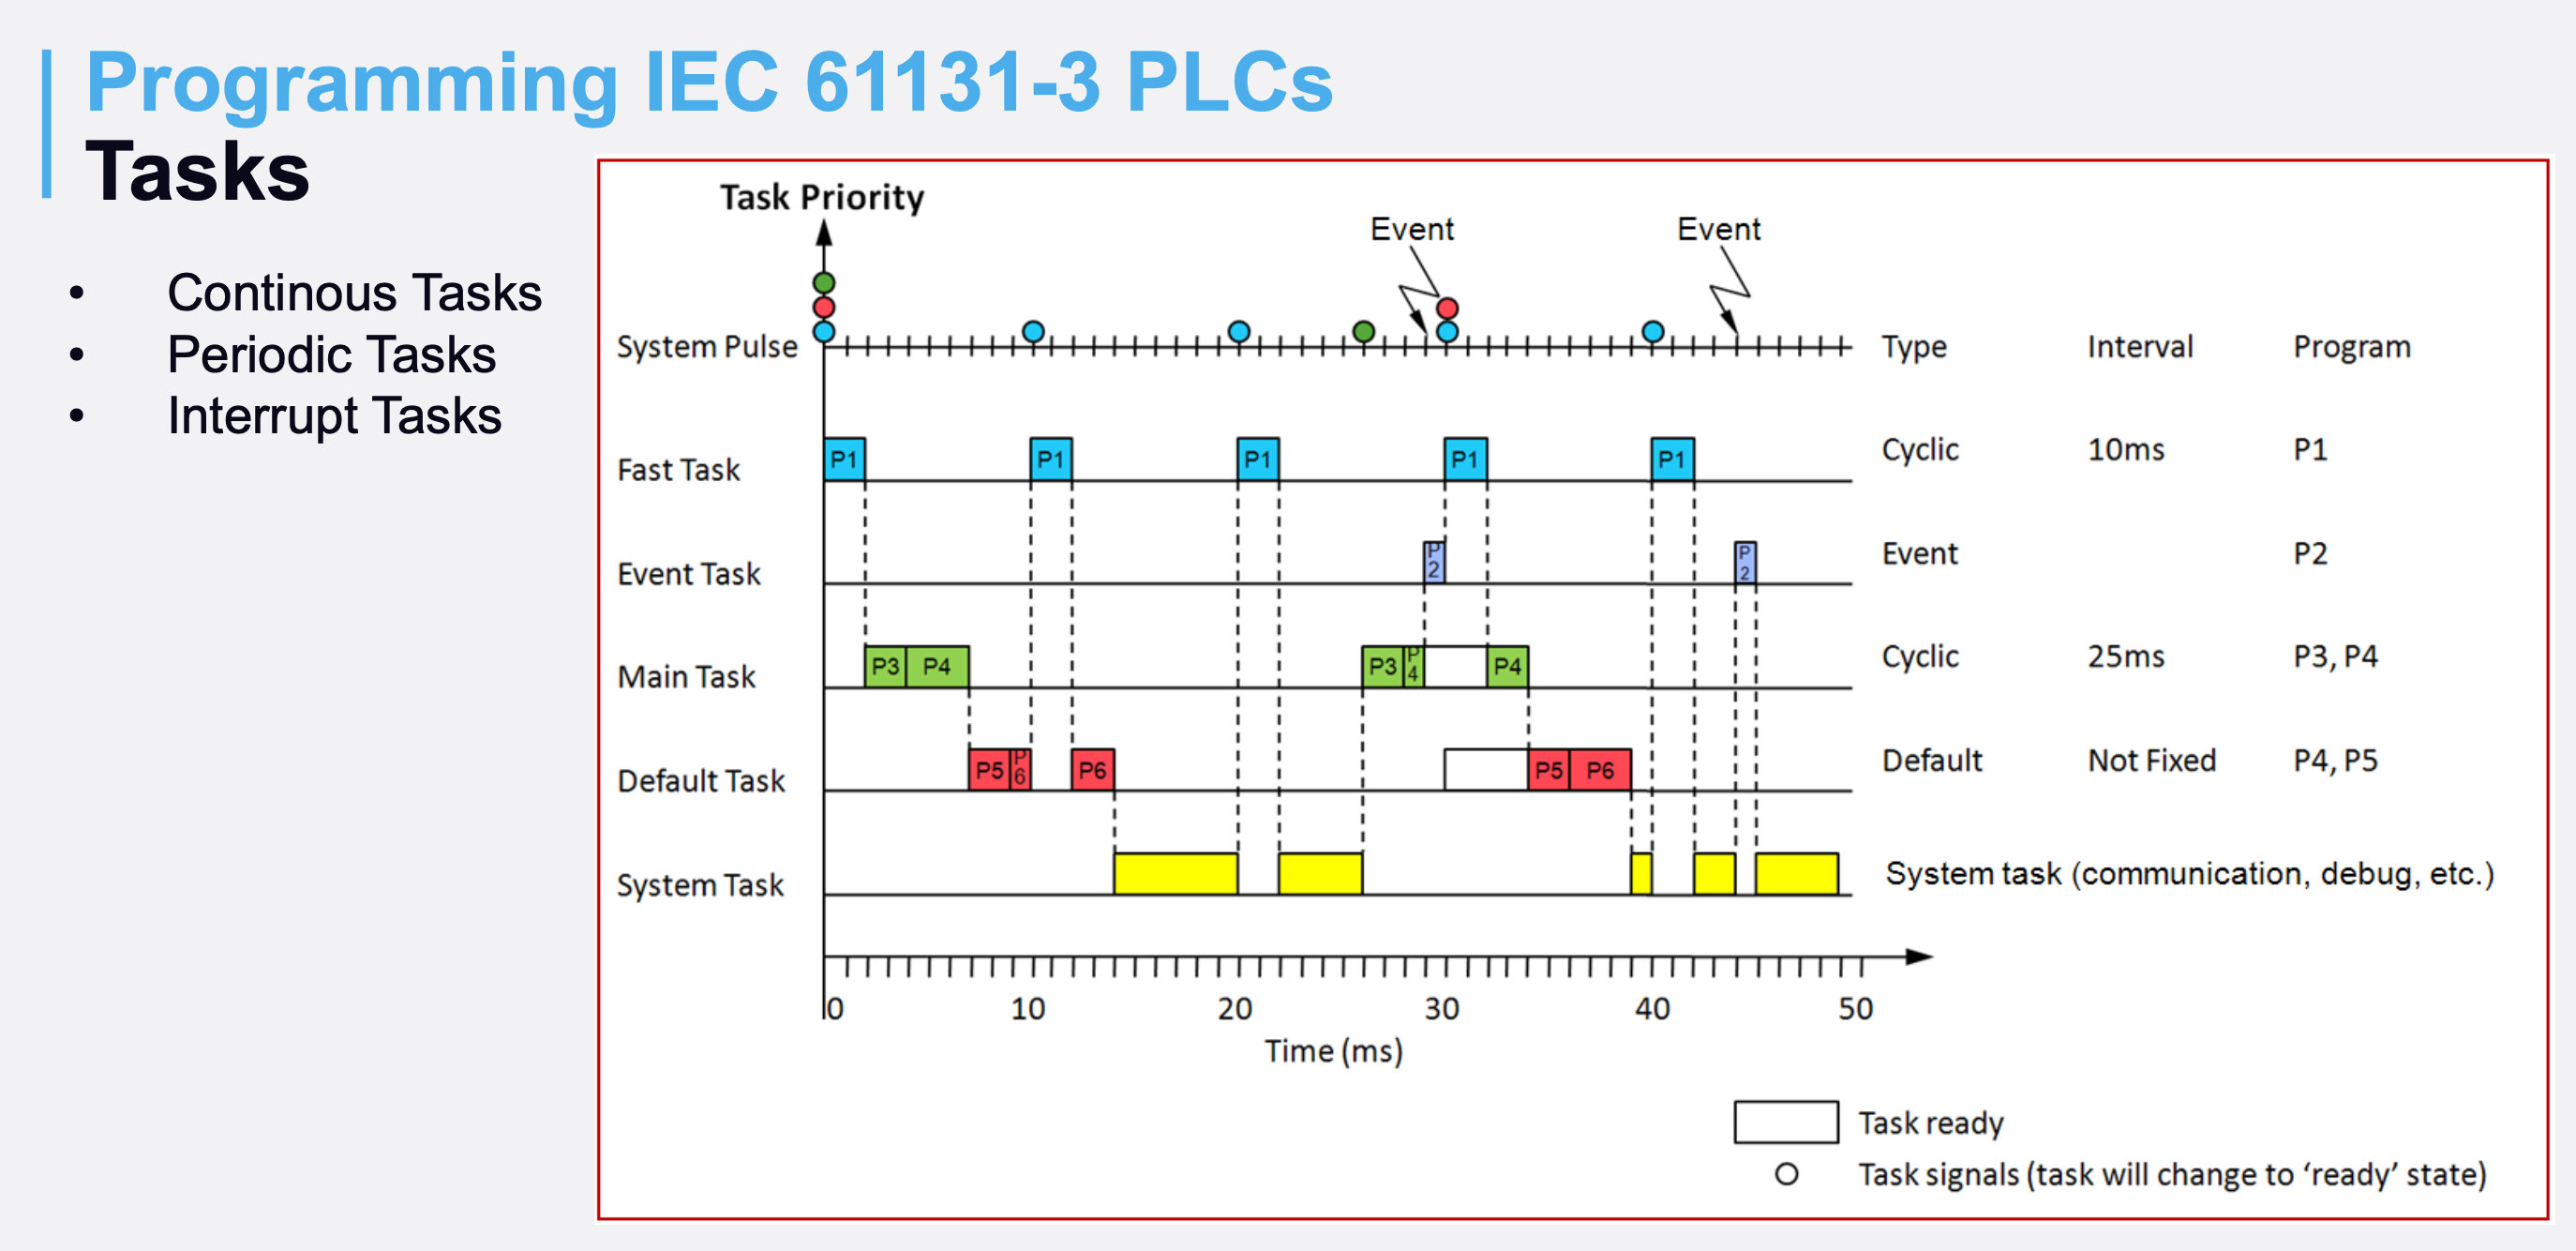 Programming IEC 61131-3 PLCs
Tasks
• Continous Tasks
• Periodic Tasks
• Interrupt Tasks
Task Priority
Event Event
System Pulse Type Interval Program
P1 P1 P1 P1 P1
Fast Task Cyclic 10ms P1
P2 P2
Event Task Event P2
P3 P4 P3 P4 P4
Main Task Cyclic 25ms P3, P4
P5 P6 P6 P5 P6
Default Task Default Not Fixed P4, P5
System Task System task (communication, debug, etc.)
0 10 20 30 40 50
Time (ms)
Task ready
Task signals (task will change to ‘ready’ state)